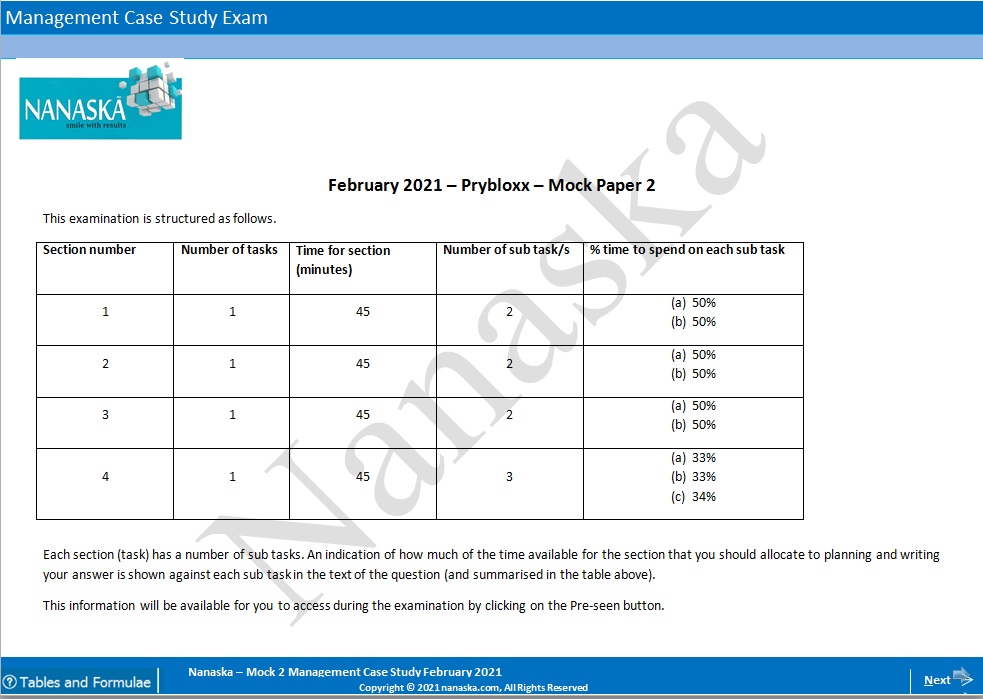 Management Case Study Exam
NANASKĀ
smile with results
February 2021 – Prybloxx – Mock Paper 2
This examination is structured as follows.
Section number Number of tasks Time for section (minutes) Number of sub task/s % time to spend on each sub task
1 1 45 2 (a) 50%
(b) 50%
2 1 45 2 (a) 50%
(b) 50%
3 1 45 2 (a) 50%
(b) 50%
4 1 45 3 (a) 33%
(b) 33%
(c) 34%
Nanaska
Each section (task) has a number of sub tasks. An indication of how much of the time available for the section that you should allocate to planning and writing
your answer is shown against each sub task in the text of the question (and summarised in the table above).
This information will be available for you to access during the examination by clicking on the Pre-seen button.
Tables and Formulae
Nanaska – Mock 2 Management Case Study February 2021
Copyright © 2021 nanaska.com, All Rights Reserved
Next